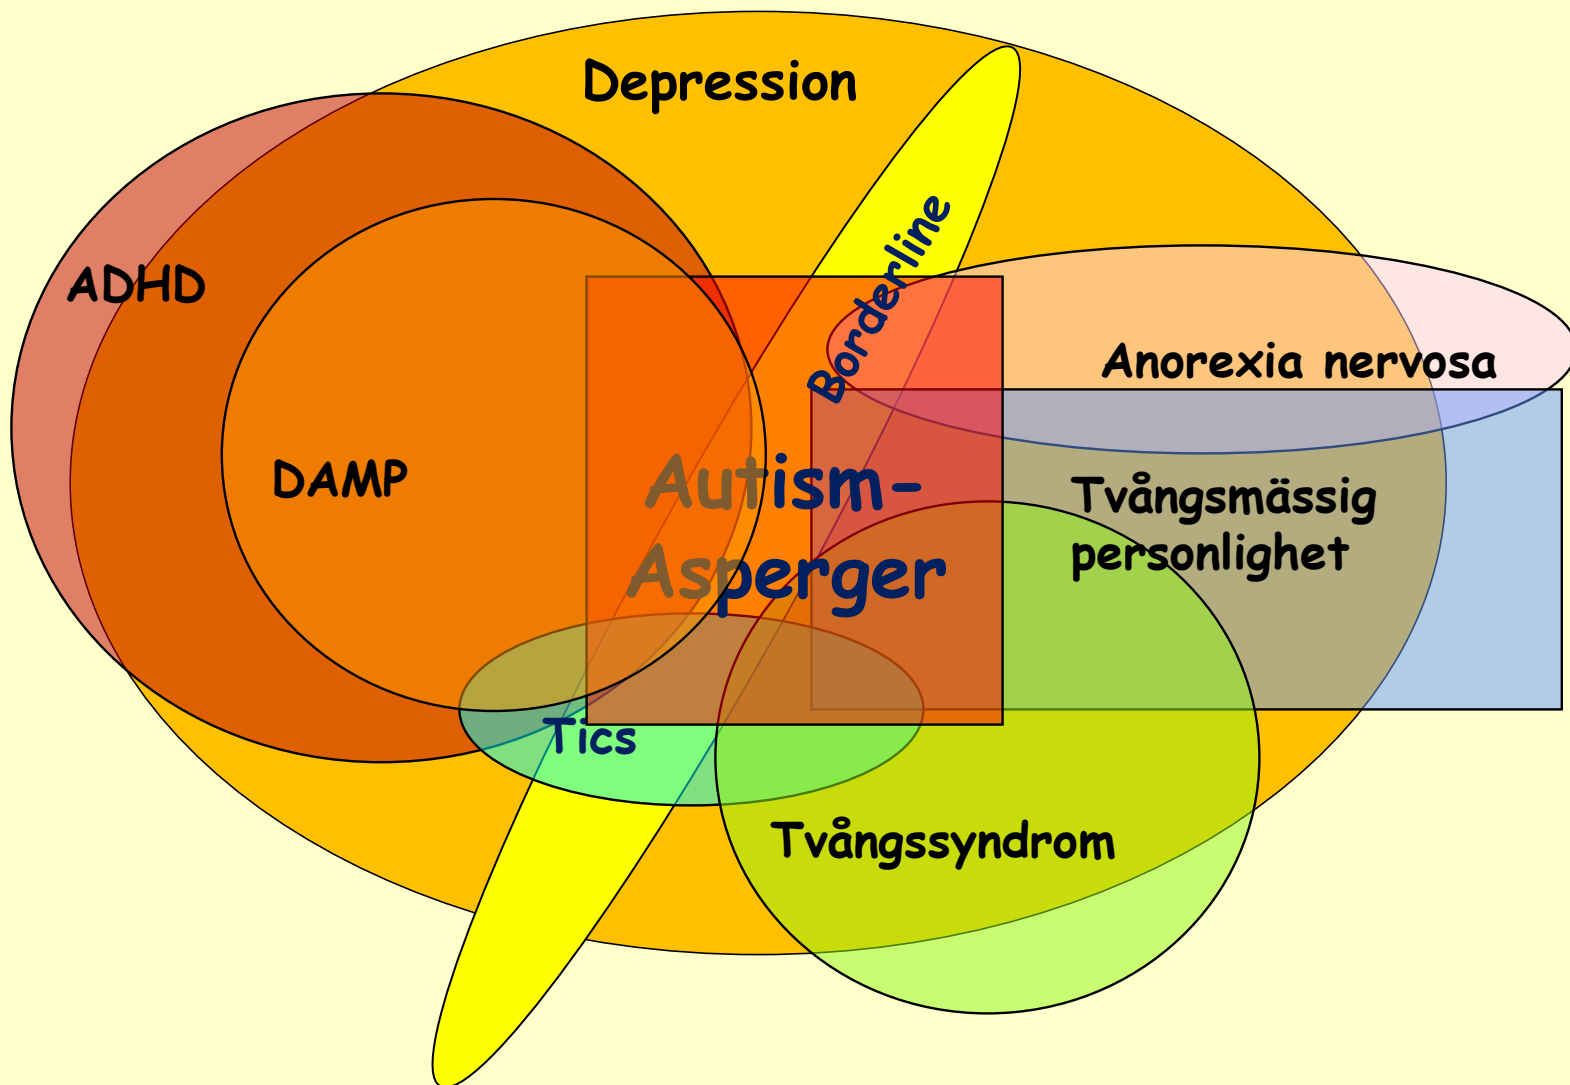 Depression
Borderline
ADHD
Anorexia nervosa
DAMP
Autism-
Asperger
Tvångsmässig
personlighet
Tics
Tvångssyndrom